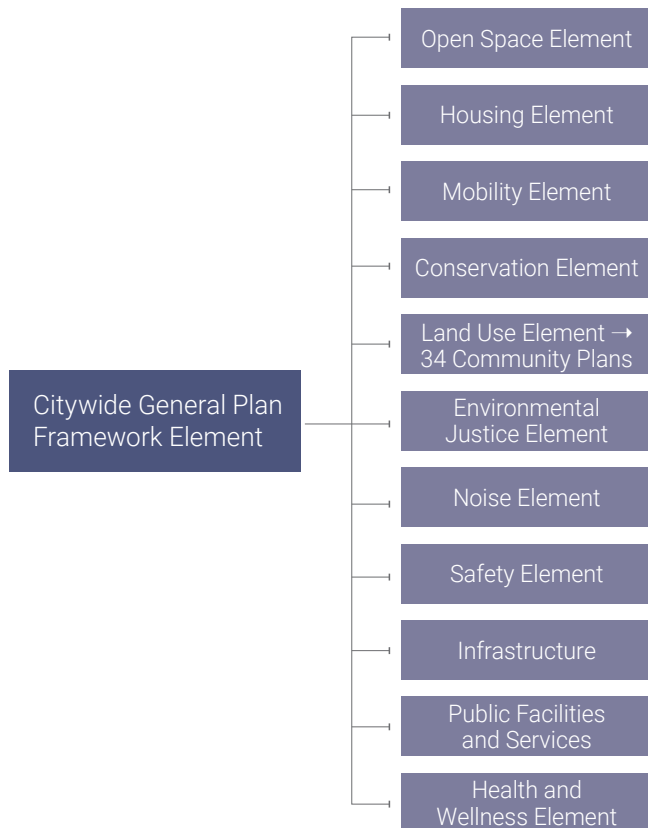 Open Space Element
Housing Element
Mobility Element
Conservation Element
Land Use Element →
34 Community Plans
Citywide General Plan
Framework Element
Environmental
Justice Element
Noise Element
Safety Element
Infrastructure
Public Facilities
and Services
Health and
Wellness Element